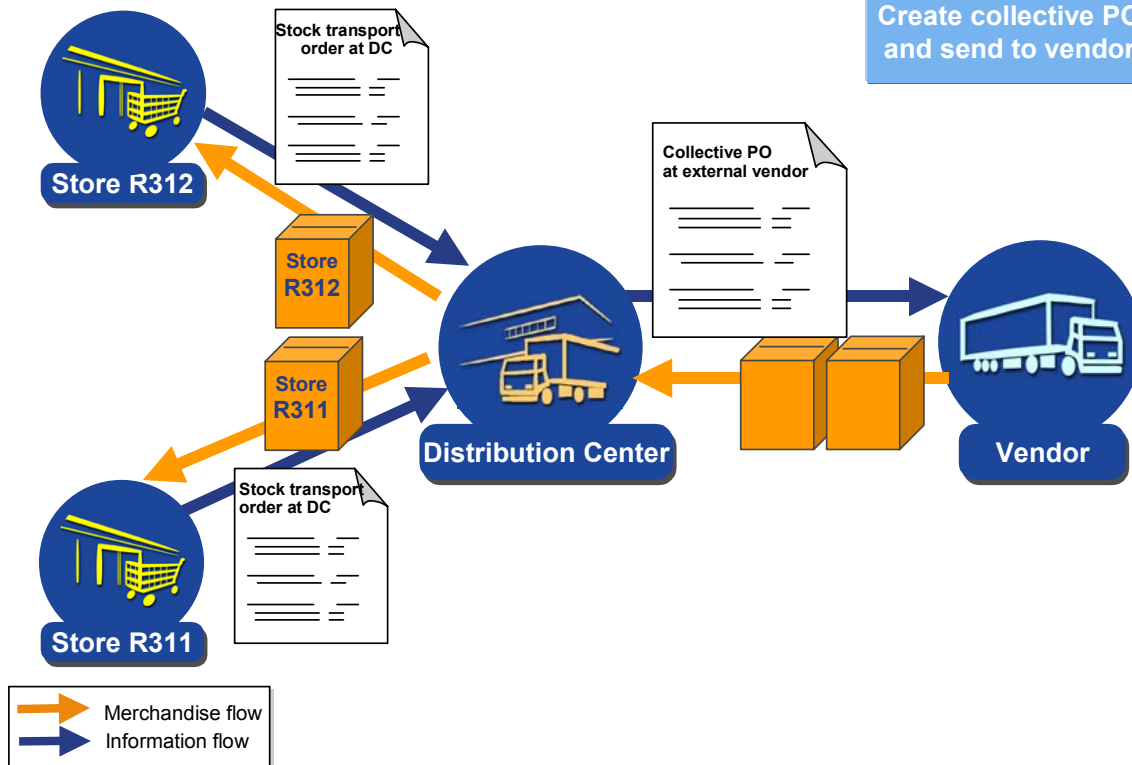 Create collective PO
and send to vendor
Stock transport
order at DC
Collective PO
at external vendor
Store R312
Store
R312
Store
R311
Distribution Center
Vendor
Stock transport
order at DC
Store R311
Merchandise flow
Information flow